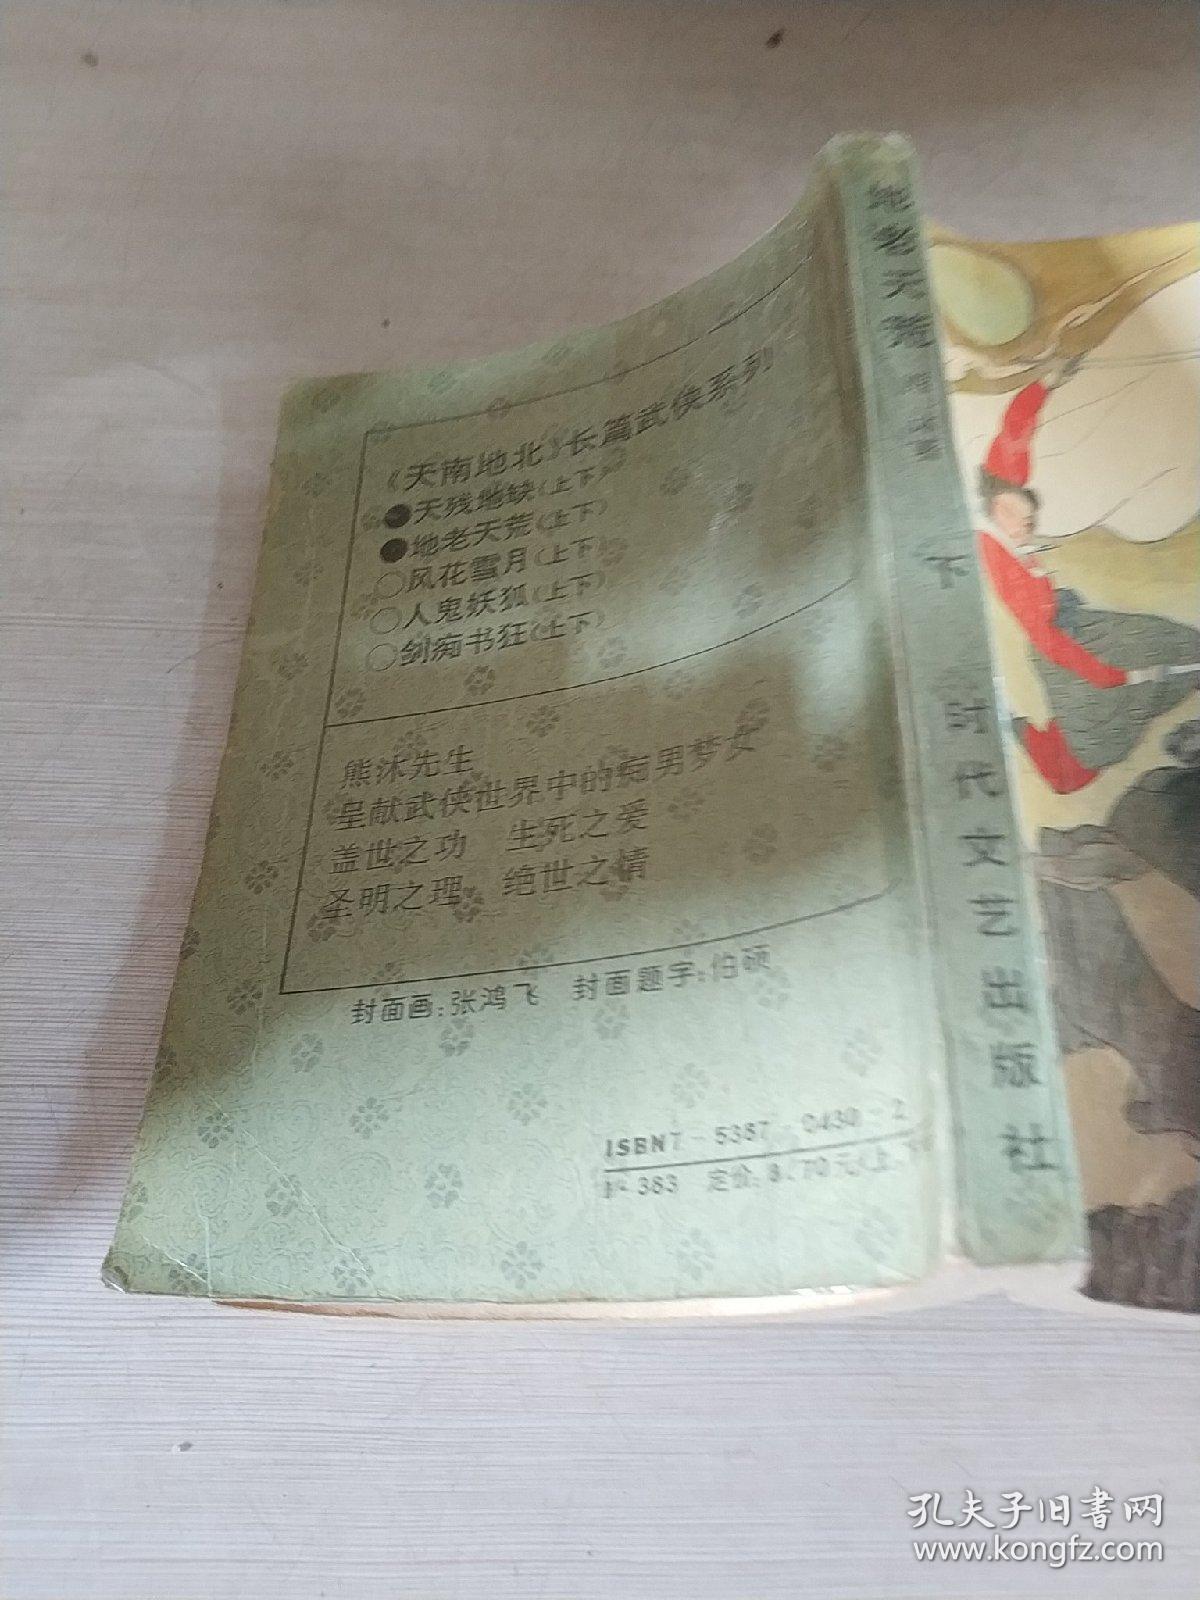 《天南地北》长篇武侠系列
●天残地缺(上下)
●地老天荒(上下)
○风花雪月(上下)
○人鬼妖狐(上下)
○剑痴书狂(上下)
熊沐先生
呈献武侠世界中的痴男梦女
盖世之功 生死之爱
圣明之理 绝世之情
封面画:张鸿飞 封面题字:伯硕
ISBN7-5387-0430-2
383 定价:8.70元(上、
地老天荒
下
时代文艺出版社
孔夫子旧书网
www.kongfz.com